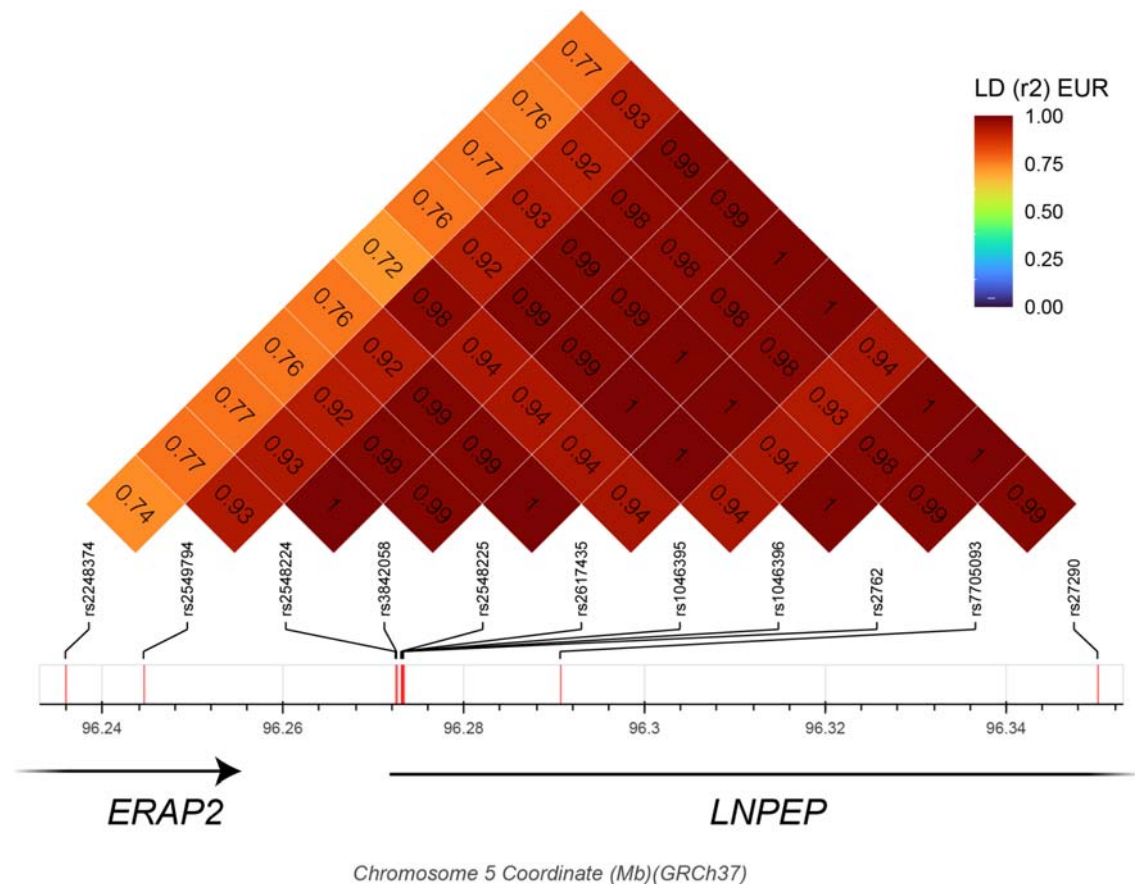 0.77
0.76 0.93
0.77 0.92 0.99
0.76 0.93 0.98 0.99
0.72 0.92 0.99 0.98 1
0.76 0.98 0.99 0.99 0.98 1
0.76 0.92 0.94 0.99 1 0.98 0.94
0.77 0.92 0.99 0.94 1 1 0.93 1
0.77 0.93 0.99 0.99 0.94 1 0.94 0.98 1
0.74 0.93 1 0.99 1 0.94 0.94 1 0.99 0.99
LD (r2) EUR
1.00
0.75
0.50
0.25
0.00
rs2248374
rs2549794
rs2548224
rs3842058
rs2548225
rs2617435
rs1046395
rs1046396
rs2762
rs7705093
rs27290
96.24 96.26 96.28 96.3 96.32 96.34
ERAP2 LNPEP
Chromosome 5 Coordinate (Mb)(GRCh37)